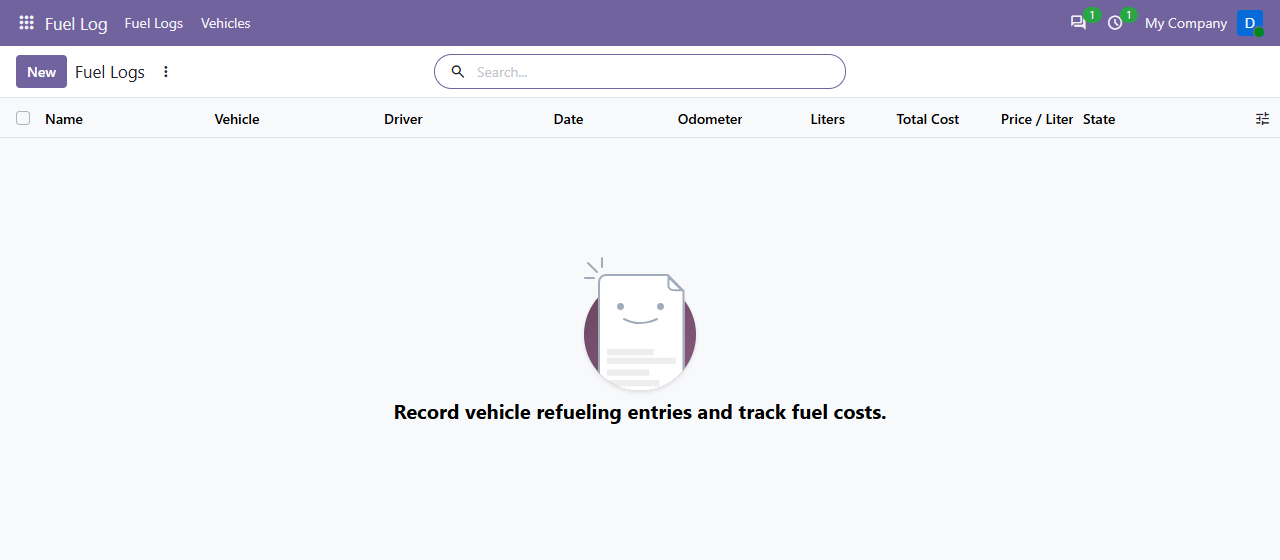 Fuel Log Fuel Logs Vehicles 1 1 My Company D
New Fuel Logs Search...
Name Vehicle Driver Date Odometer Liters Total Cost Price / Liter State
Record vehicle refueling entries and track fuel costs.